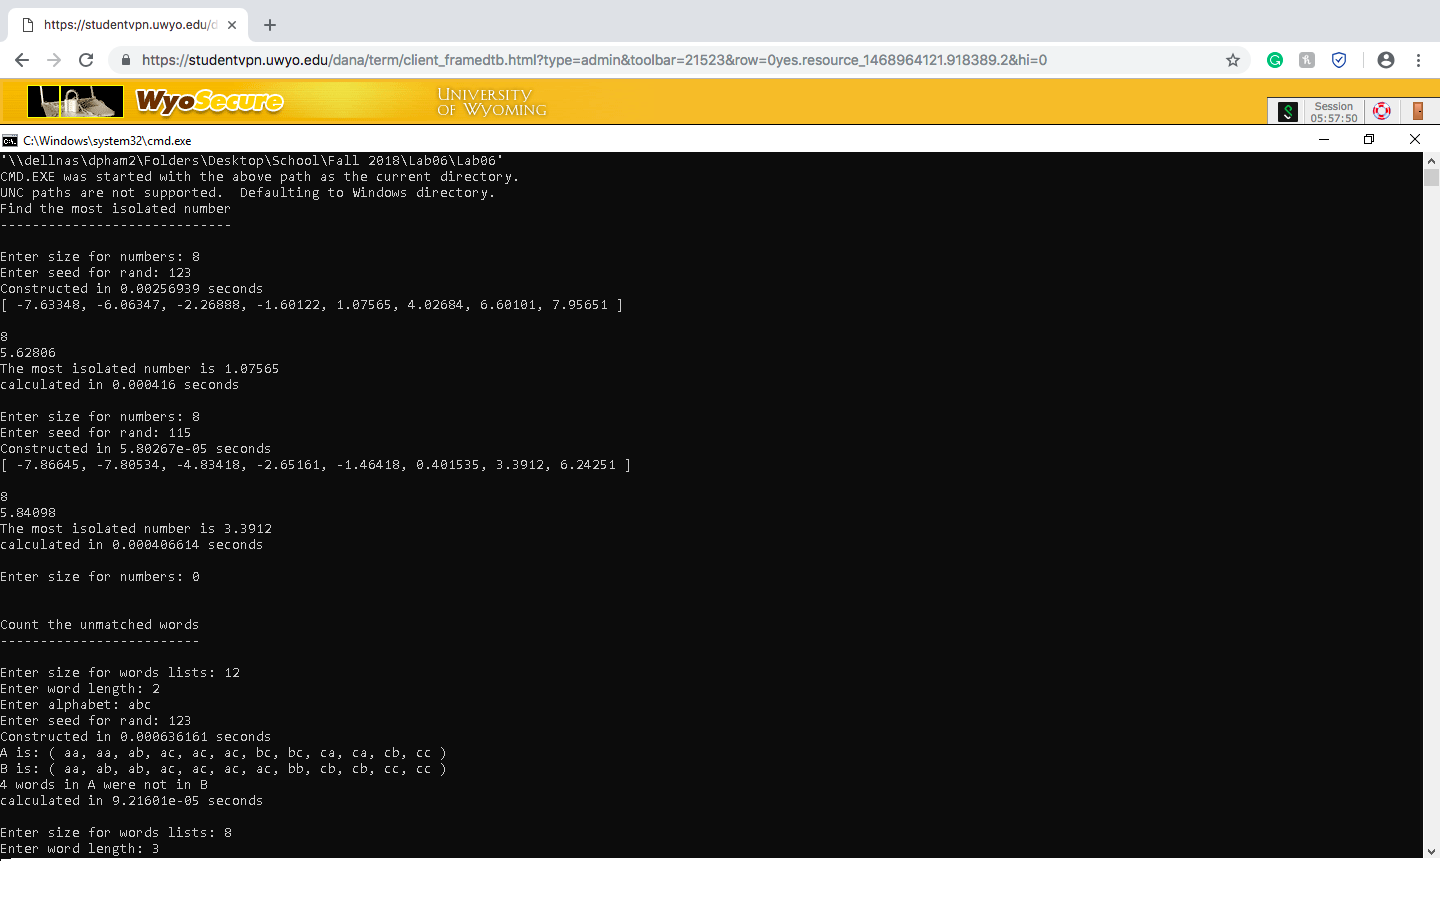 https://studentvpn.uwyo.edu/d
https://studentvpn.uwyo.edu/dana/term/client_framedtb.html?type=admin&toolbar=21523&row=0yes.resource_1468964121.918389.2&hi=0
WyoSecure
UNIVERSITY
OF WYOMING
Session
05:57:50
C:\Windows\system32\cmd.exe
'\\dellnas\dpham2\Folders\Desktop\School\Fall 2018\Lab06\Lab06'
CMD.EXE was started with the above path as the current directory.
UNC paths are not supported.  Defaulting to Windows directory.
Find the most isolated number
-----------------------------
Enter size for numbers: 8
Enter seed for rand: 123
Constructed in 0.00256939 seconds
[ -7.63348, -6.06347, -2.26888, -1.60122, 1.07565, 4.02684, 6.60101, 7.95651 ]
8
5.62806
The most isolated number is 1.07565
calculated in 0.000416 seconds
Enter size for numbers: 8
Enter seed for rand: 115
Constructed in 5.80267e-05 seconds
[ -7.86645, -7.80534, -4.83418, -2.65161, -1.46418, 0.401535, 3.3912, 6.24251 ]
8
5.84098
The most isolated number is 3.3912
calculated in 0.000406614 seconds
Enter size for numbers: 0
Count the unmatched words
-------------------------
Enter size for words lists: 12
Enter word length: 2
Enter alphabet: abc
Enter seed for rand: 123
Constructed in 0.000636161 seconds
A is: ( aa, aa, ab, ac, ac, ac, bc, bc, ca, ca, cb, cc )
B is: ( aa, ab, ab, ac, ac, ac, ac, bb, cb, cb, cc, cc )
4 words in A were not in B
calculated in 9.21601e-05 seconds
Enter size for words lists: 8
Enter word length: 3